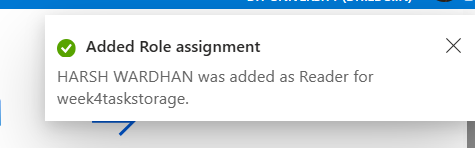 Added Role assignment
HARSH WARDHAN was added as Reader for
week4taskstorage.